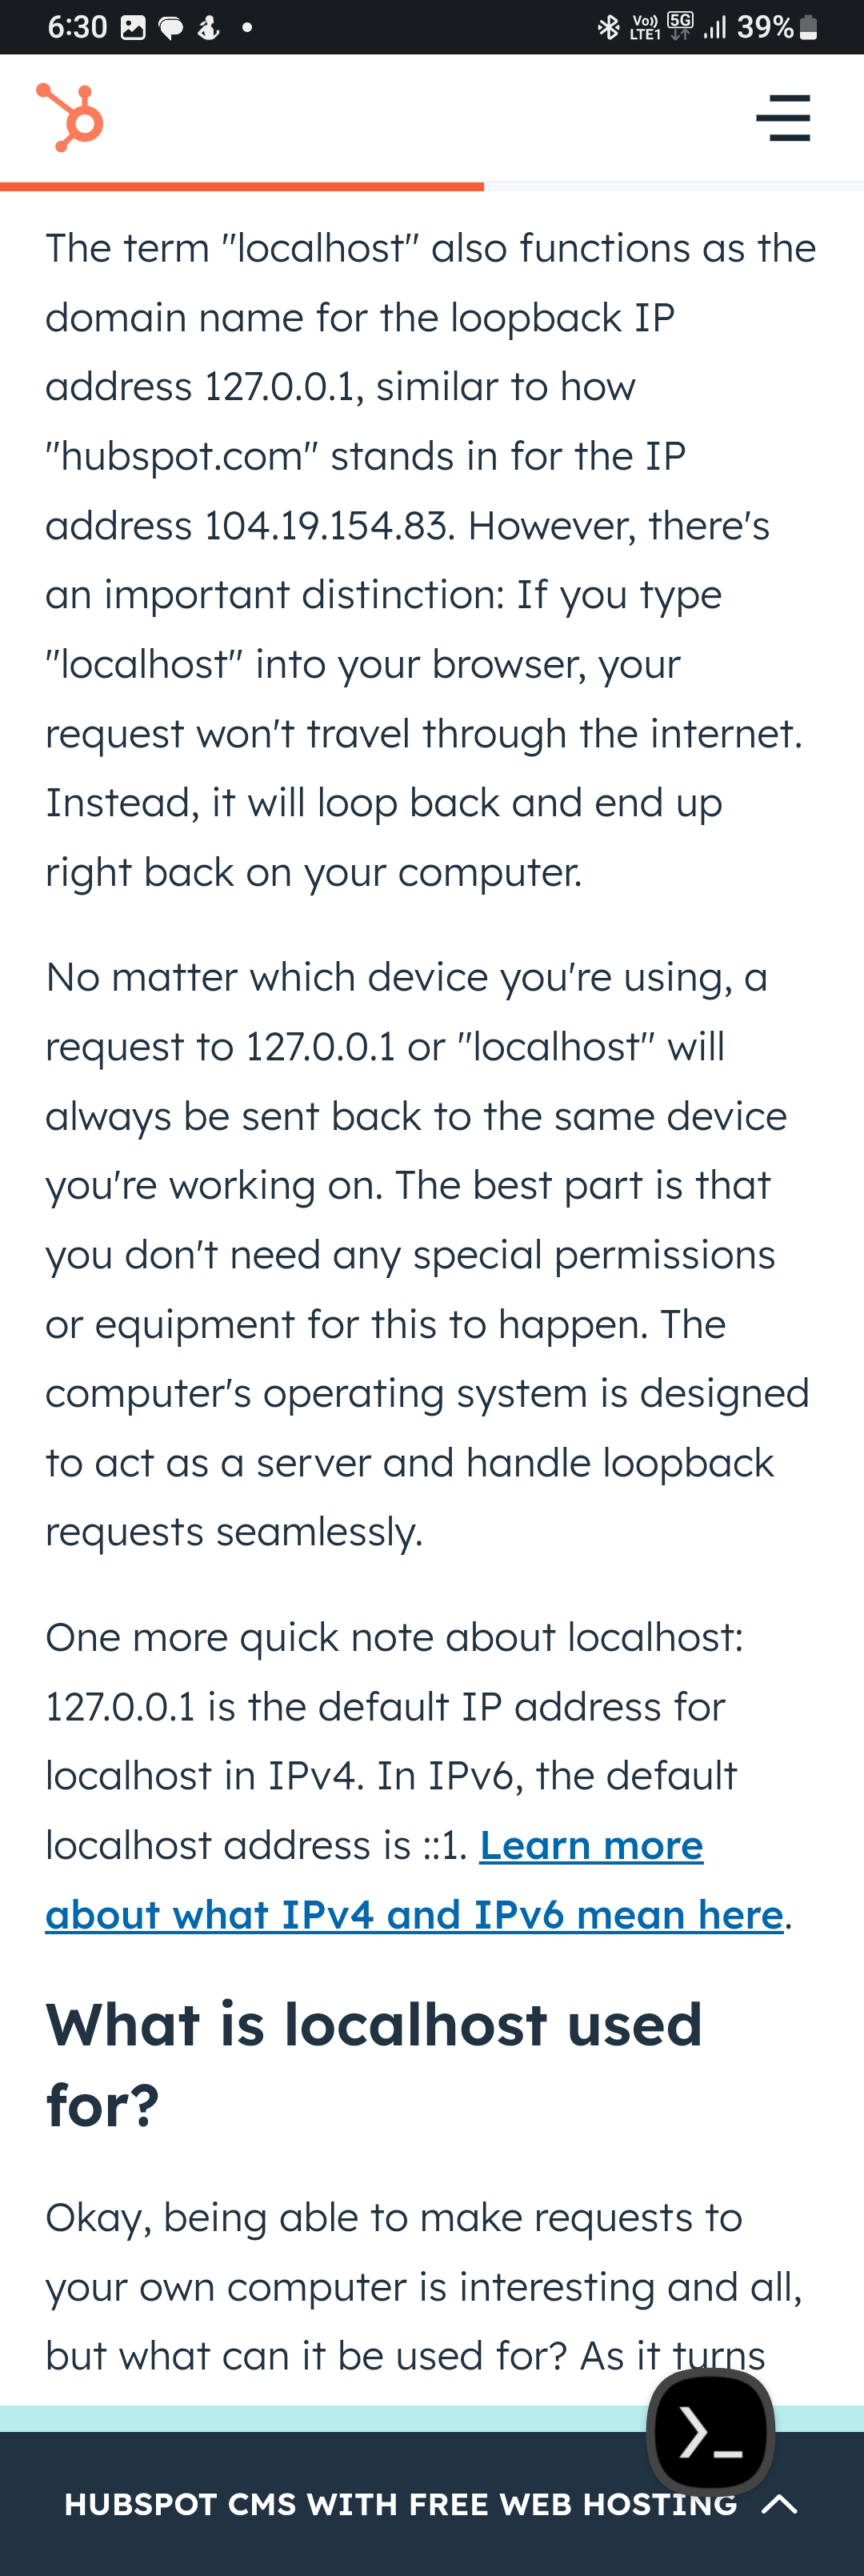 6:30
Vo)) LTE1 5G 39%
The term "localhost" also functions as the
domain name for the loopback IP
address 127.0.0.1, similar to how
"hubspot.com" stands in for the IP
address 104.19.154.83. However, there's
an important distinction: If you type
"localhost" into your browser, your
request won't travel through the internet.
Instead, it will loop back and end up
right back on your computer.
No matter which device you're using, a
request to 127.0.0.1 or "localhost" will
always be sent back to the same device
you're working on. The best part is that
you don't need any special permissions
or equipment for this to happen. The
computer's operating system is designed
to act as a server and handle loopback
requests seamlessly.
One more quick note about localhost:
127.0.0.1 is the default IP address for
localhost in IPv4. In IPv6, the default
localhost address is ::1. Learn more
about what IPv4 and IPv6 mean here.
What is localhost used
for?
Okay, being able to make requests to
your own computer is interesting and all,
but what can it be used for? As it turns
>_
HUBSPOT CMS WITH FREE WEB HOSTING